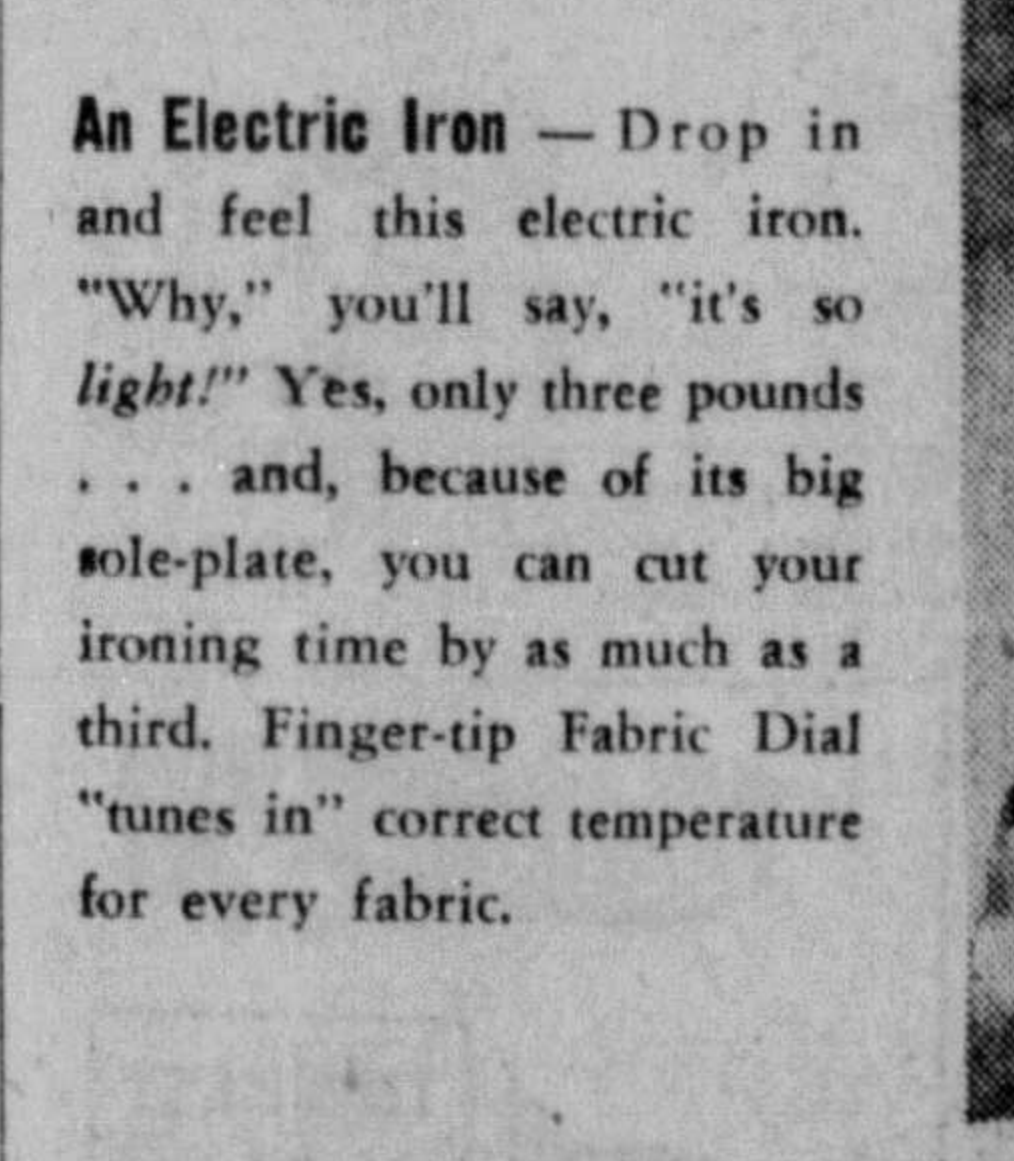 An Electric Iron — Drop in
and feel this electric iron.
"Why," you'll say, "it's so
light!" Yes, only three pounds
. . . and, because of its big
sole-plate, you can cut your
ironing time by as much as a
third. Finger-tip Fabric Dial
"tunes in" correct temperature
for every fabric.